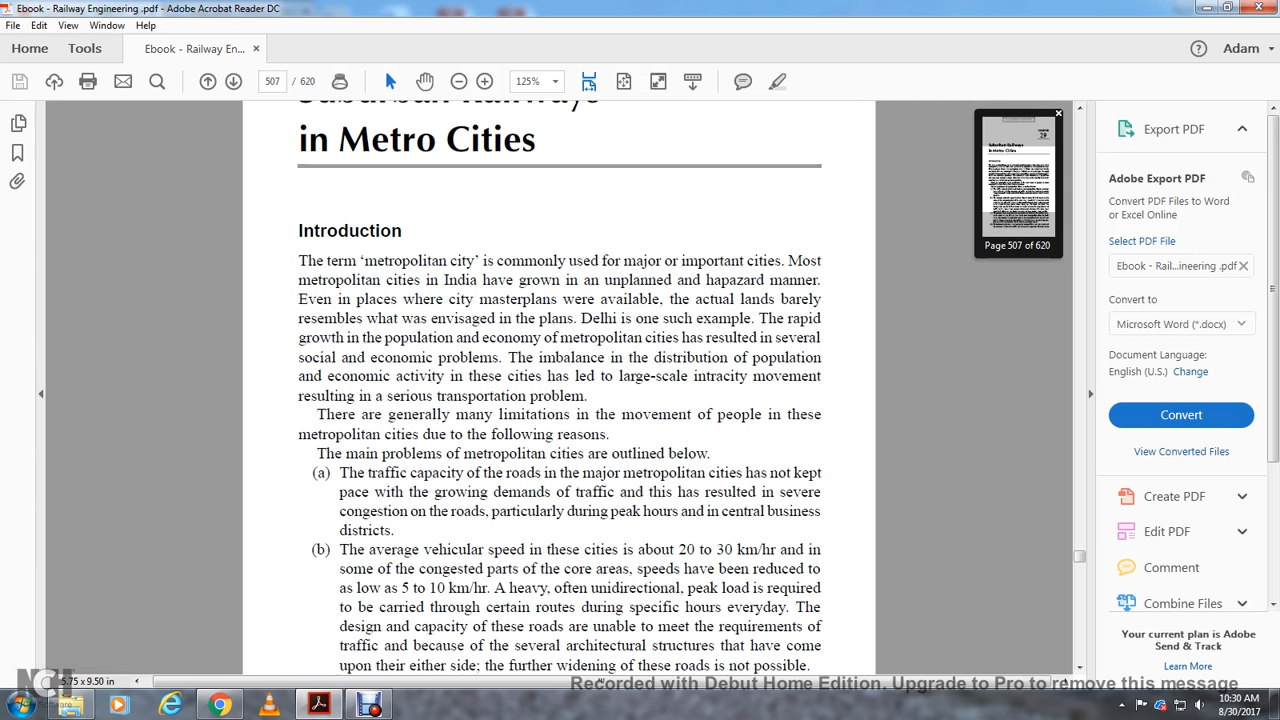 Ebook - Railway Engineering .pdf - Adobe Acrobat Reader DC
File Edit View Window Help
Home Tools Ebook - Railway En... × Adam
507 / 620 125%
in Metro Cities
Introduction
The term ‘metropolitan city’ is commonly used for major or important cities. Most
metropolitan cities in India have grown in an unplanned and hapazard manner.
Even in places where city masterplans were available, the actual lands barely
resembles what was envisaged in the plans. Delhi is one such example. The rapid
growth in the population and economy of metropolitan cities has resulted in several
social and economic problems. The imbalance in the distribution of population
and economic activity in these cities has led to large-scale intracity movement
resulting in a serious transportation problem.
There are generally many limitations in the movement of people in these
metropolitan cities due to the following reasons.
The main problems of metropolitan cities are outlined below.
(a) The traffic capacity of the roads in the major metropolitan cities has not kept
pace with the growing demands of traffic and this has resulted in severe
congestion on the roads, particularly during peak hours and in central business
districts.
(b) The average vehicular speed in these cities is about 20 to 30 km/hr and in
some of the congested parts of the core areas, speeds have been reduced to
as low as 5 to 10 km/hr. A heavy, often unidirectional, peak load is required
to be carried through certain routes during specific hours everyday. The
design and capacity of these roads are unable to meet the requirements of
traffic and because of the several architectural structures that have come
upon their either side; the further widening of these roads is not possible.
Page 507 of 620
Export PDF
Adobe Export PDF
Convert PDF Files to Word
or Excel Online
Select PDF File
Ebook - Rail...ineering .pdf
Convert to
Microsoft Word (*.docx)
Document Language:
English (U.S.) Change
Convert
View Converted Files
Create PDF
Edit PDF
Comment
Combine Files
Your current plan is Adobe
Send & Track
Learn More
5.75 x 9.50 in
NCH Software
Recorded with Debut Home Edition. Upgrade to Pro to remove this message
10:30 AM
8/30/2017